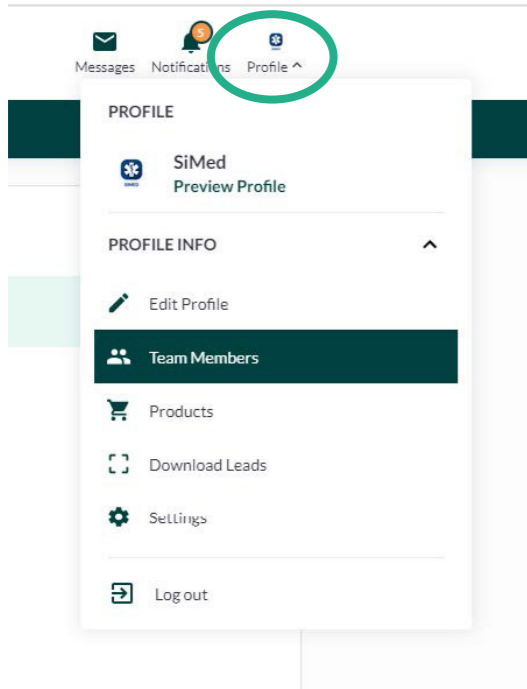 5
Messages Notifications Profile
PROFILE
SiMed
Preview Profile
PROFILE INFO
Edit Profile
Team Members
Products
Download Leads
Settings
Log out